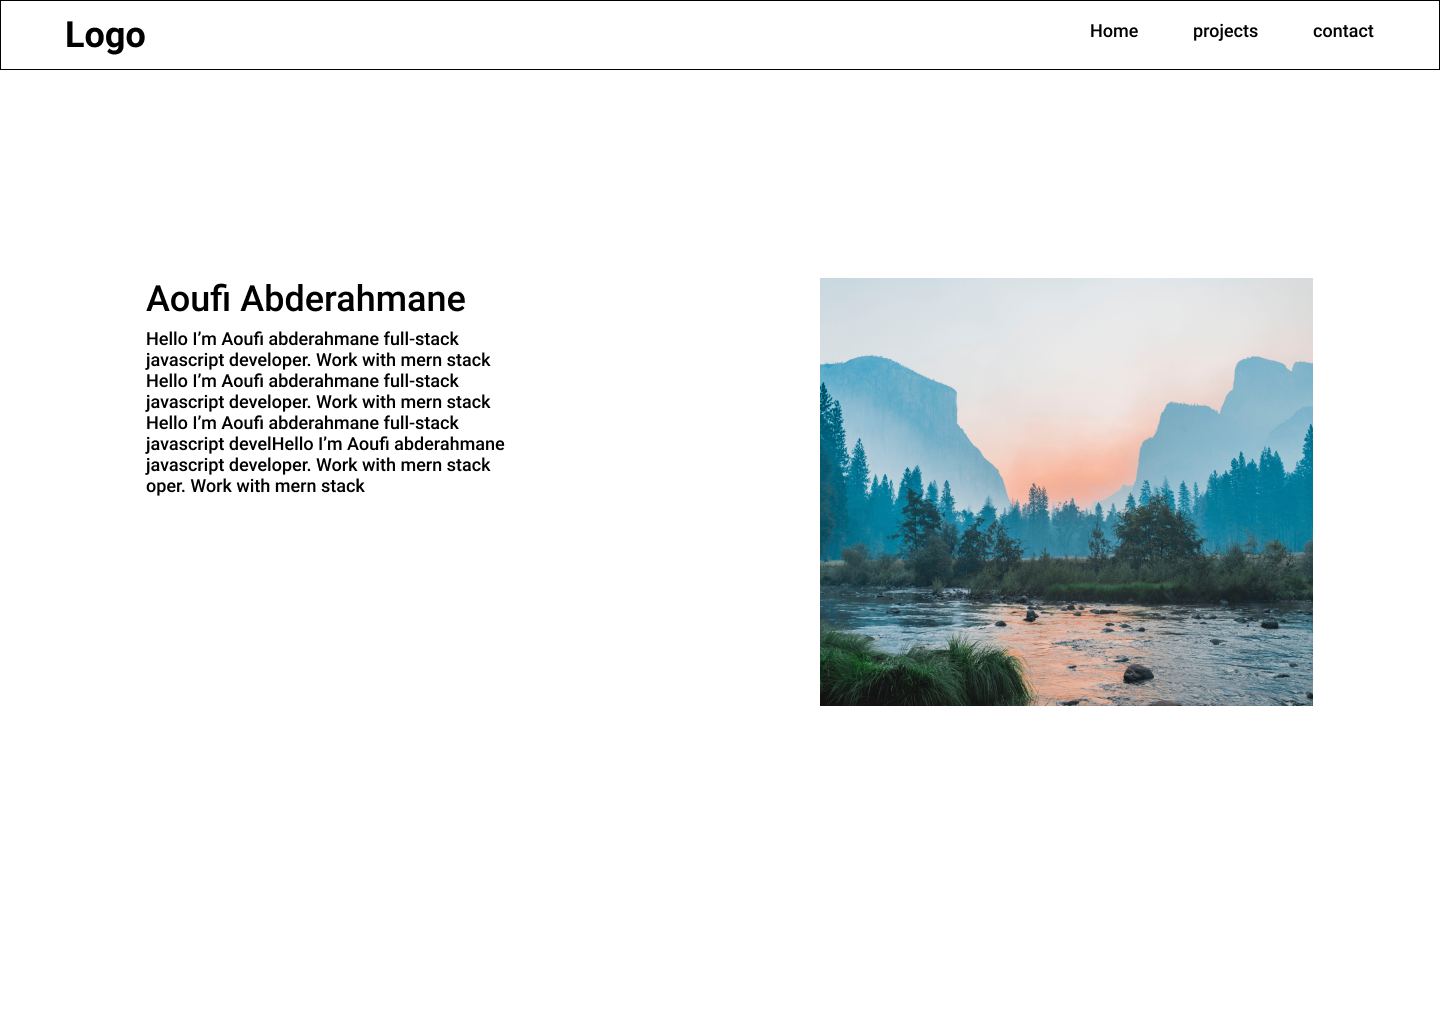 Logo
Home projects contact
Aoufi Abderahmane
Hello I’m Aoufi abderahmane full-stack
javascript developer. Work with mern stack
Hello I’m Aoufi abderahmane full-stack
javascript developer. Work with mern stack
Hello I’m Aoufi abderahmane full-stack
javascript develHello I’m Aoufi abderahmane
javascript developer. Work with mern stack
oper. Work with mern stack